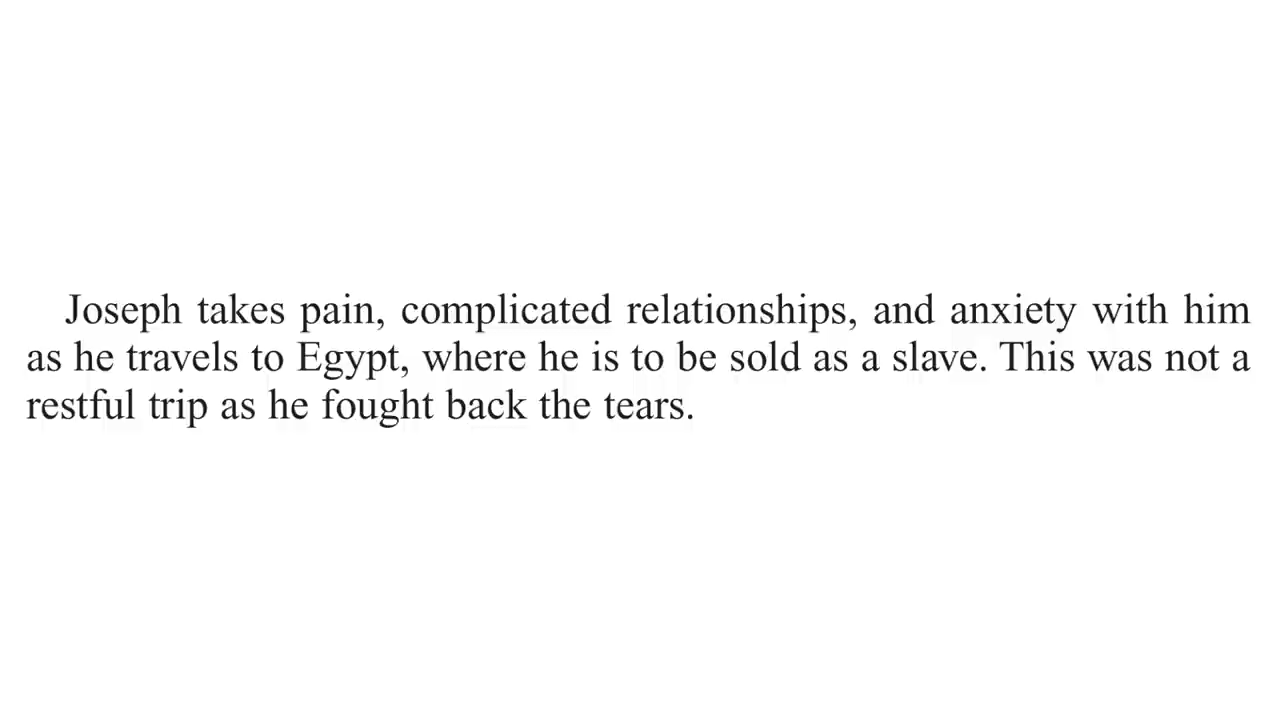 Joseph takes pain, complicated relationships, and anxiety with him
as he travels to Egypt, where he is to be sold as a slave. This was not a
restful trip as he fought back the tears.